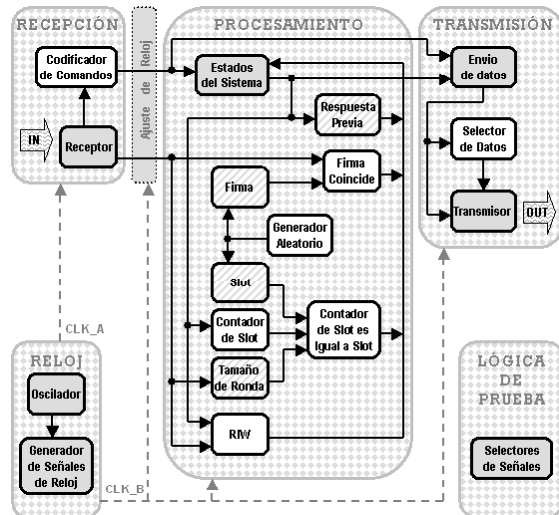 RECEPCIÓN
Codificador
de Comandos
IN
Receptor
Ajuste de Reloj
PROCESAMIENTO
Estados
del Sistema
Respuesta
Previa
Firma
Coincide
Firma
Generador
Aleatorio
Slot
Contador
de Slot
Contador
de Slot es
Igual a Slot
Tamaño
de Ronda
RIW
TRANSMISIÓN
Envio
de datos
Selector
de Datos
Transmisor
OUT
CLK_A
RELOJ
Oscilador
Generador
de Señales
de Reloj
CLK_B
LÓGICA
DE
PRUEBA
Selectores
de Señales